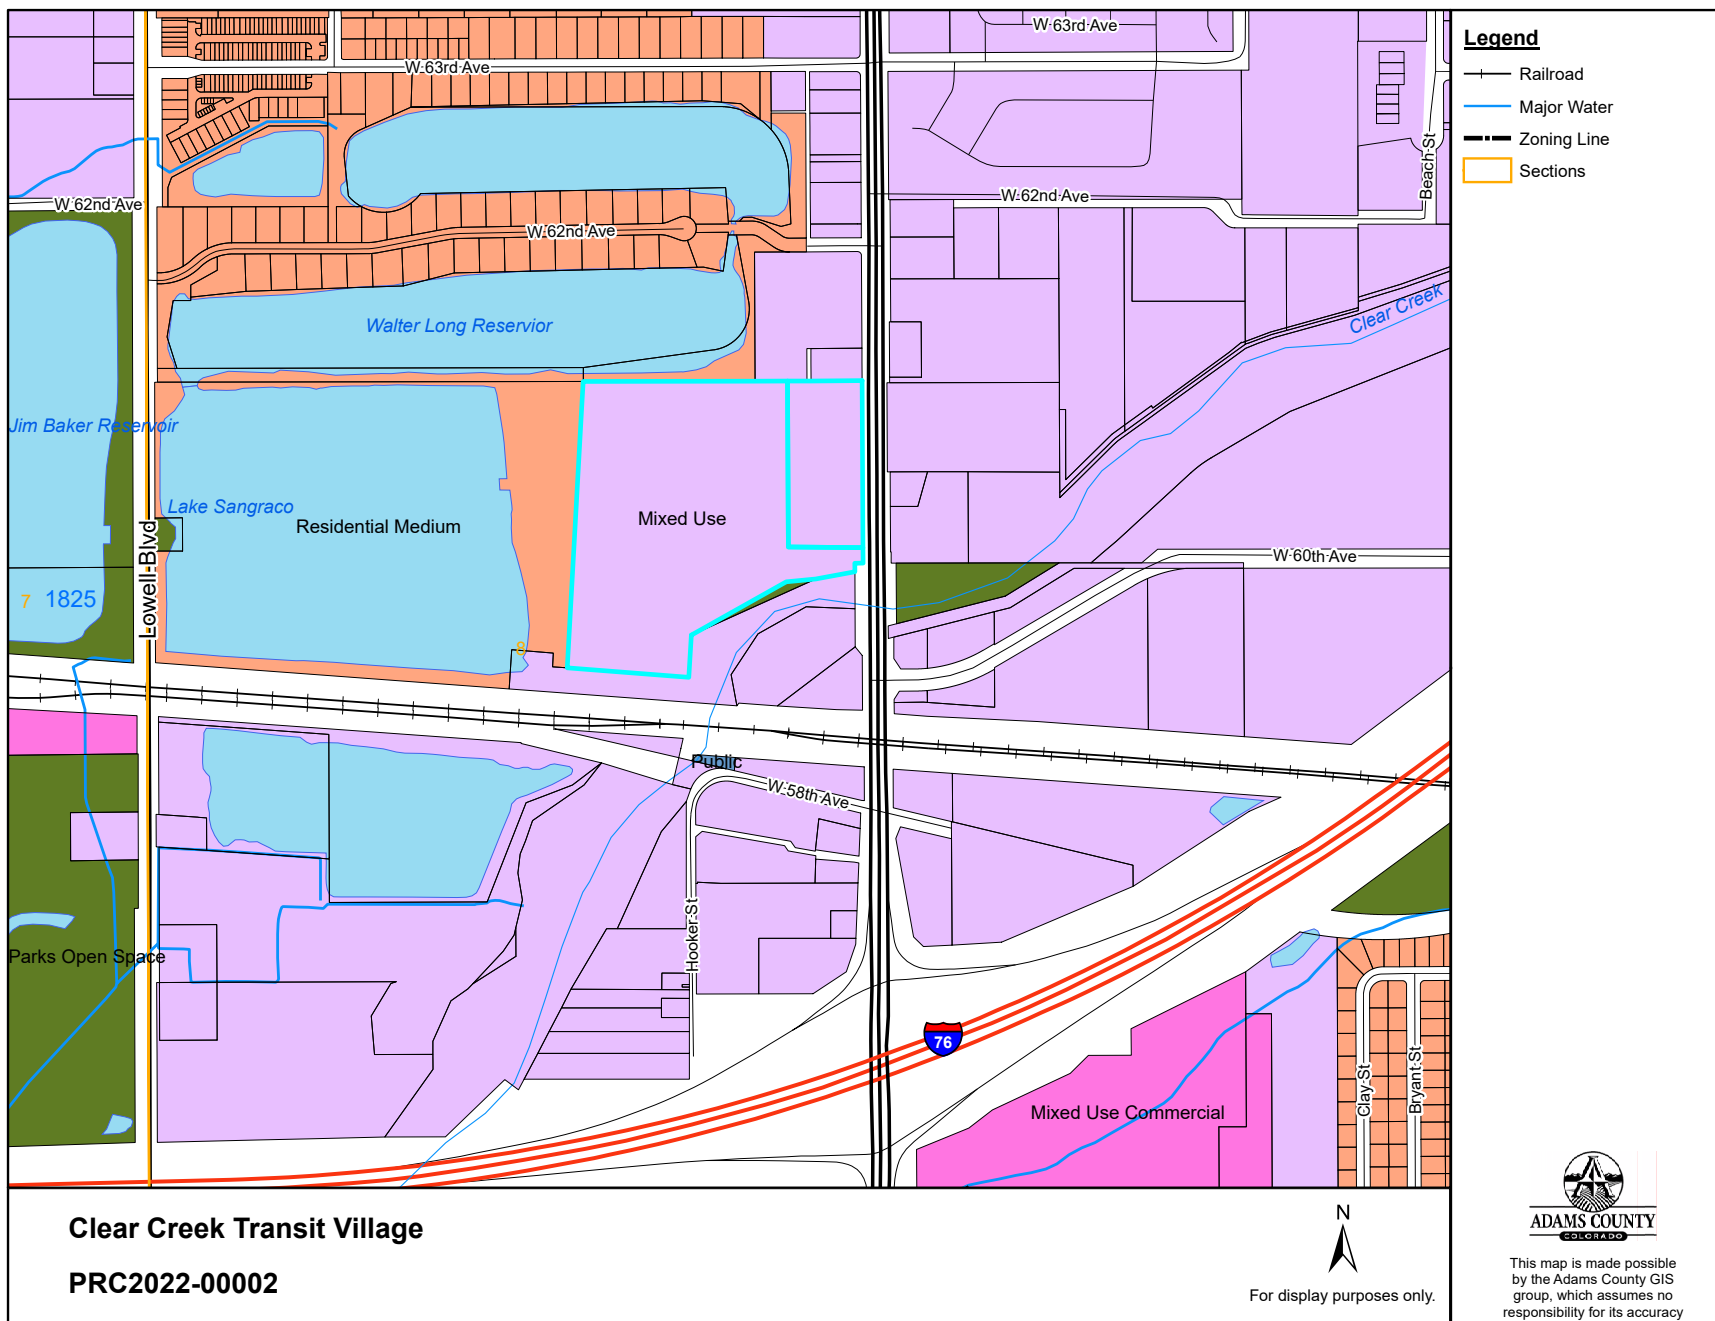 W 63rd Ave
W 63rd Ave
W 62nd Ave
W 62nd Ave
W 62nd Ave
Beach St
Clear Creek
Walter Long Reservior
Jim Baker Reservoir
Lake Sangraco
Residential Medium
Mixed Use
Lowell Blvd
W 60th Ave
7 1825
8
Public
W 58th Ave
Hooker St
Parks Open Space
76
Mixed Use Commercial
Clay St
Bryant St
Legend
Railroad
Major Water
Zoning Line
Sections
Clear Creek Transit Village
PRC2022-00002
N
For display purposes only.
ADAMS COUNTY
COLORADO
This map is made possible
by the Adams County GIS
group, which assumes no
responsibility for its accuracy